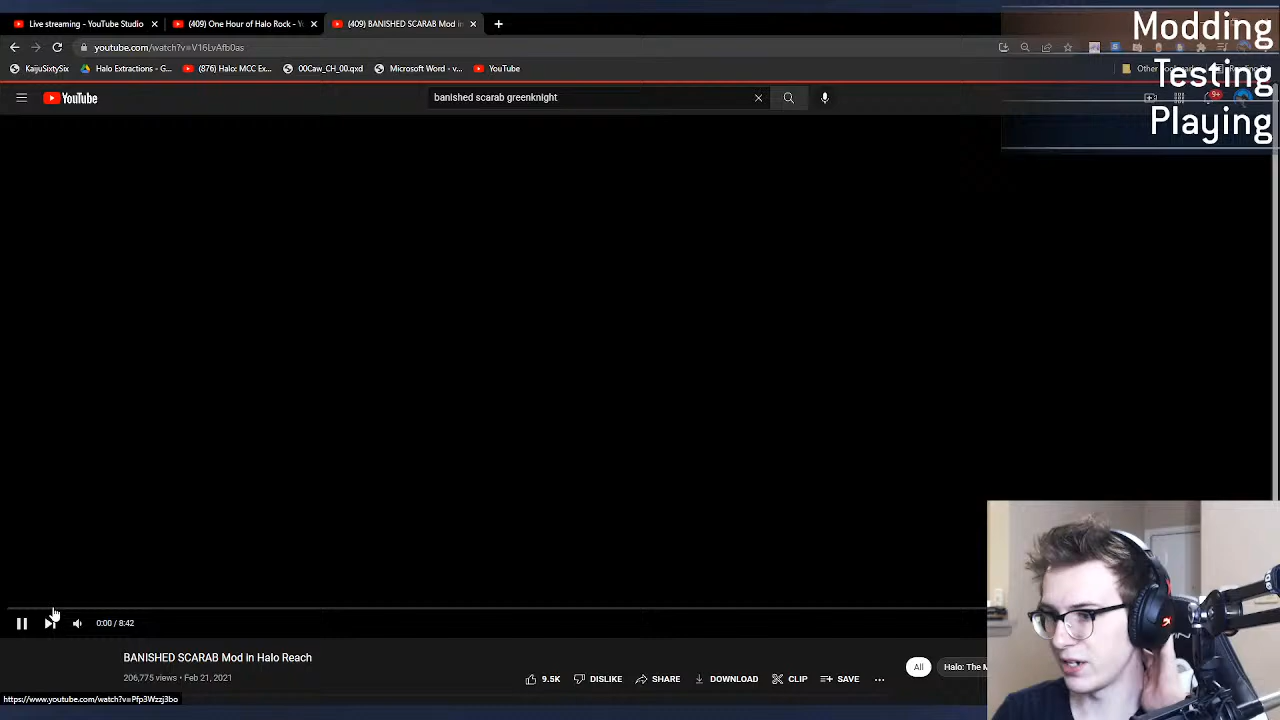 Live streaming - YouTube Studio
(409) One Hour of Halo Rock - Y
(409) BANISHED SCARAB Mod in
Modding
youtube.com/watch?v=V16LvAfb0as
KaijuSixtySix
Halo Extractions - G...
(876) Halo: MCC Ex...
00Caw_CH_00.qxd
Microsoft Word - v...
YouTube
Testing
YouTube
banished scarab greenknight
9+
Playing
0:00 / 8:42
BANISHED SCARAB Mod in Halo Reach
206,775 views • Feb 21, 2021
DISLIKE
SHARE
DOWNLOAD
CLIP
SAVE
All
Halo: The M
https://www.youtube.com/watch?v=Pfp3Wzzj3bo